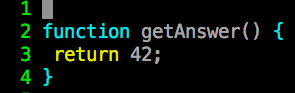 1
2 function getAnswer() {
3  return 42;
4 }